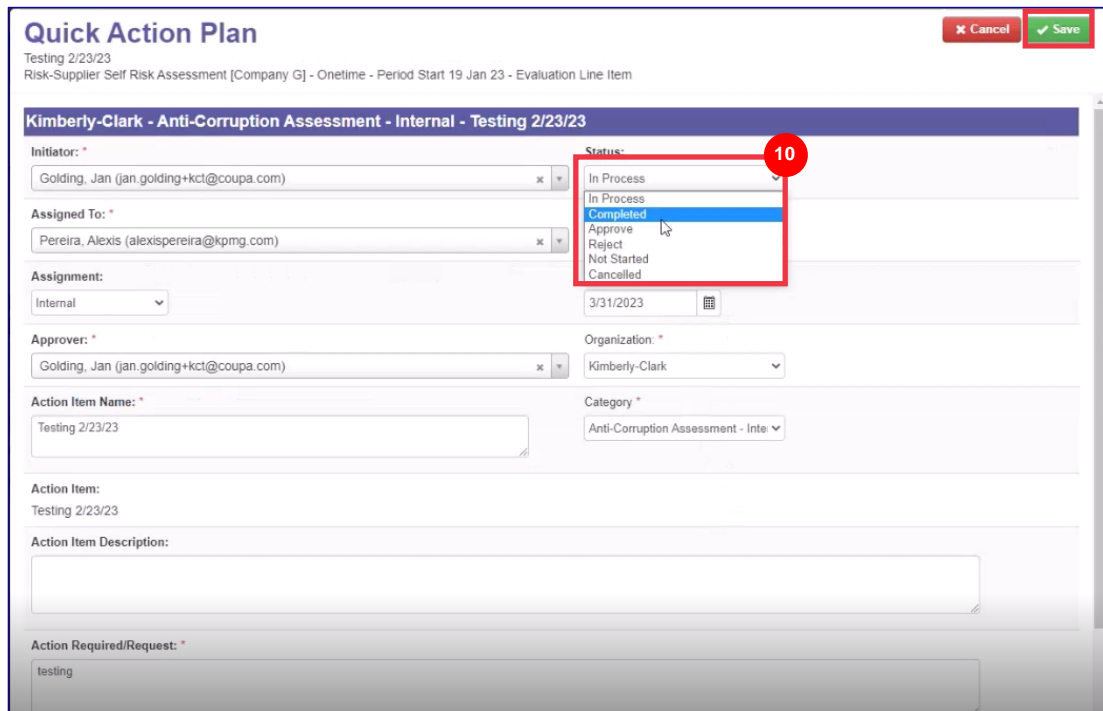 Quick Action Plan
Cancel
Save
Testing 2/23/23
Risk-Supplier Self Risk Assessment [Company G] - Onetime - Period Start 19 Jan 23 - Evaluation Line Item
Kimberly-Clark - Anti-Corruption Assessment - Internal - Testing 2/23/23
Initiator: *
Status:
10
Golding, Jan (jan.golding+kct@coupa.com)
In Process
In Process
Completed
Approve
Reject
Not Started
Cancelled
Assigned To: *
Pereira, Alexis (alexispereira@kpmg.com)
Assignment:
Internal
3/31/2023
Approver: *
Organization: *
Golding, Jan (jan.golding+kct@coupa.com)
Kimberly-Clark
Action Item Name: *
Category *
Testing 2/23/23
Anti-Corruption Assessment - Inte
Action Item:
Testing 2/23/23
Action Item Description:
Action Required/Request: *
testing